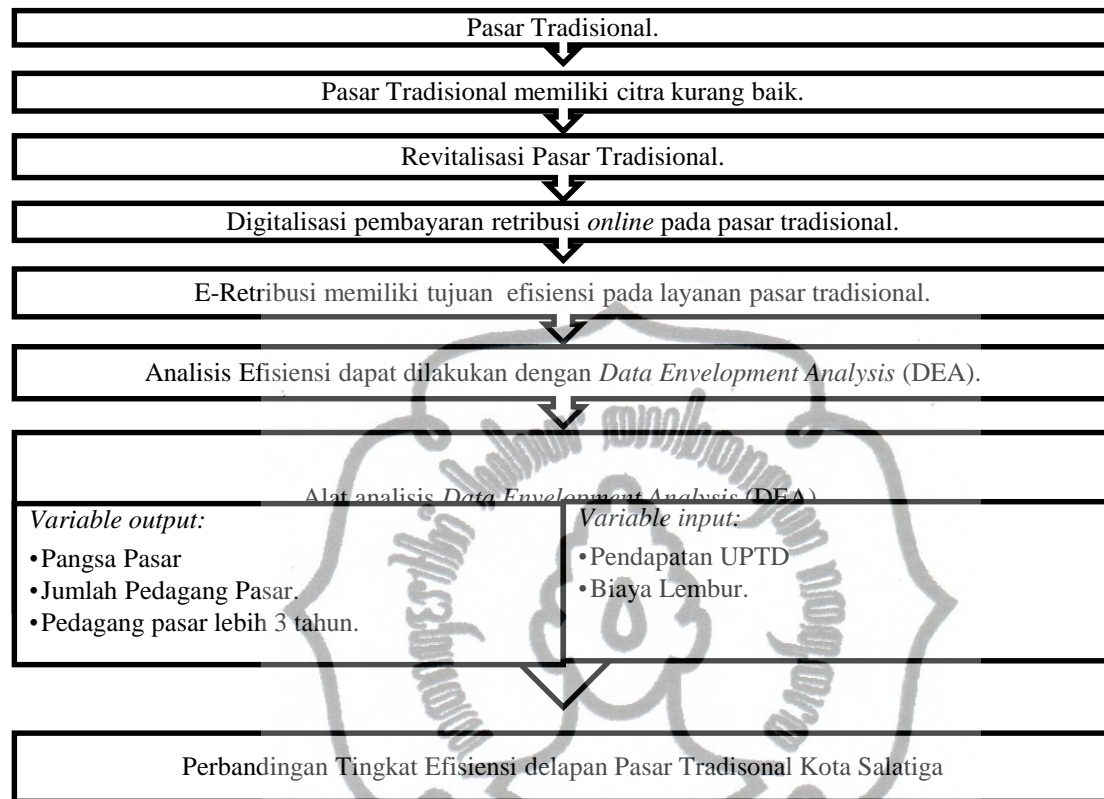 Pasar Tradisional.
Pasar Tradisional memiliki citra kurang baik.
Revitalisasi Pasar Tradisional.
Digitalisasi pembayaran retribusi online pada pasar tradisional.
E-Retribusi memiliki tujuan efisiensi pada layanan pasar tradisional.
Analisis Efisiensi dapat dilakukan dengan Data Envelopment Analysis (DEA).
Alat analisis Data Envelopment Analysis (DEA)
Variable output:
•Pangsa Pasar
•Jumlah Pedagang Pasar.
•Pedagang pasar lebih 3 tahun.
Variable input:
•Pendapatan UPTD
•Biaya Lembur.
Perbandingan Tingkat Efisiensi delapan Pasar Tradisonal Kota Salatiga